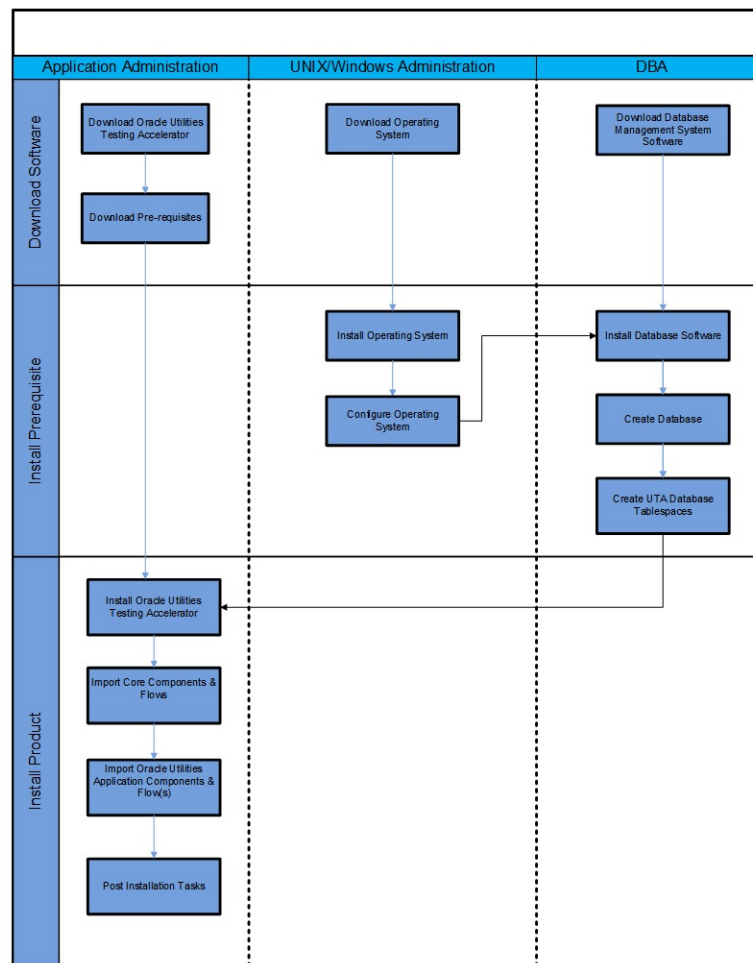 Application Administration
UNIX/Windows Administration
DBA
Download Software
Download Oracle Utilities
Testing Accelerator
Download Operating
System
Download Database
Management System
Software
Download Pre-requisites
Install Prerequisite
Install Operating System
Install Database Software
Configure Operating
System
Create Database
Create UTA Database
Tablespaces
Install Product
Install Oracle Utilities
Testing Accelerator
Import Core Components &
Flows
Import Oracle Utilities
Application Components &
Flow(s)
Post Installation Tasks